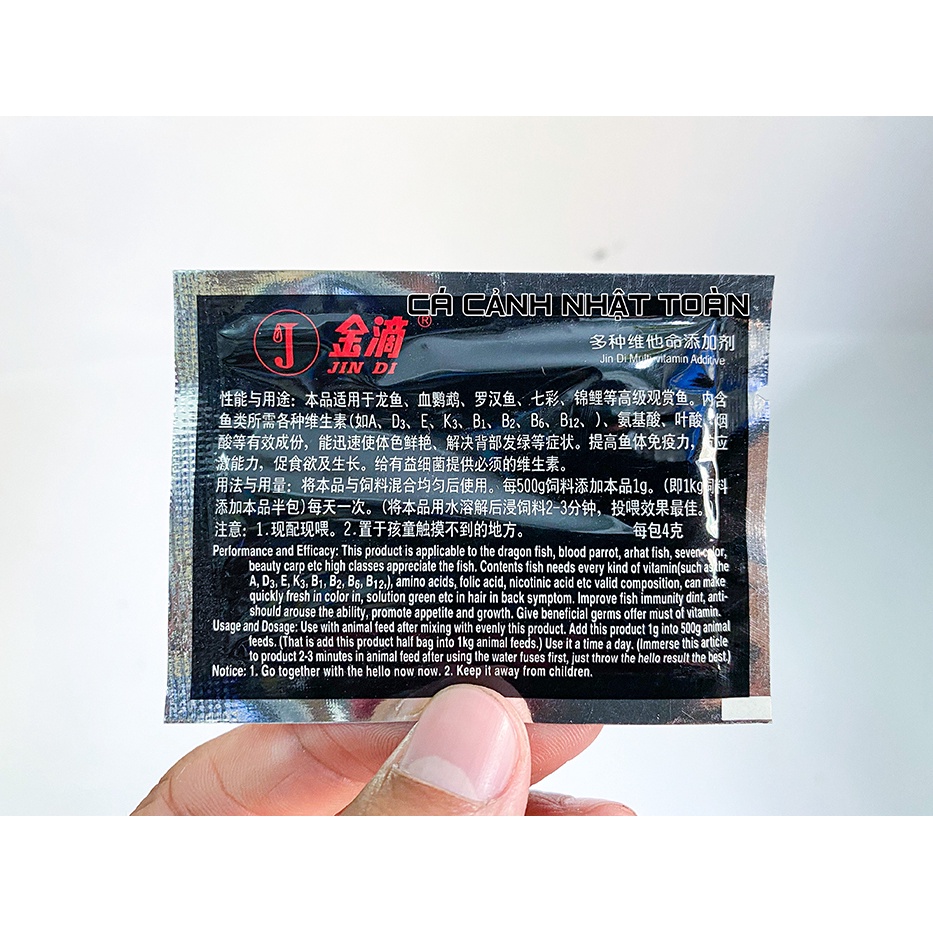 CÁ CẢNH NHẬT TOÀN
J 金滴®
JIN DI
多种维他命添加剂
Jin Di Multi-vitamin Additive
性能与用途：本品适用于龙鱼、血鹦鹉、罗汉鱼、七彩、锦鲤等高级观赏鱼。内含
鱼类所需各种维生素(如A、D₃、E、K₃、B₁、B₂、B₆、B₁₂、)、氨基酸、叶酸、烟
酸等有效成份，能迅速使体色鲜艳、解决背部发绿等症状。提高鱼体免疫力，应
激能力，促食欲及生长。给有益细菌提供必须的维生素。
用法与用量：将本品与饲料混合均匀后使用。每500g饲料添加本品1g。(即1Kg饲料
添加本品半包)每天一次。(将本品用水溶解后浸饲料2-3分钟，投喂效果最佳。
注意：1.现配现喂。2.置于孩童触摸不到的地方。 每包4克
Performance and Efficacy: This product is applicable to the dragon fish, blood parrot, arhat fish, seven color,
beauty carp etc high classes appreciate the fish. Contents fish needs every kind of vitamin(such as the
A, D₃, E, K₃, B₁, B₂, B₆, B₁₂,), amino acids, folic acid, nicotinic acid etc valid composition, can make
quickly fresh in color in, solution green etc in hair in back symptom. Improve fish immunity dint, anti-
should arouse the ability, promote appetite and growth. Give beneficial germs offer must of vitamin.
Usage and Dosage: Use with animal feed after mixing with evenly this product. Add this product 1g into 500g animal
feeds. (That is add this product half bag into 1kg animal feeds.) Use it a time a day. (Immerse this article
to product 2-3 minutes in animal feed after using the water fuses first, just throw the hello result the best.)
Notice: 1. Go together with the hello now now. 2. Keep it away from children.